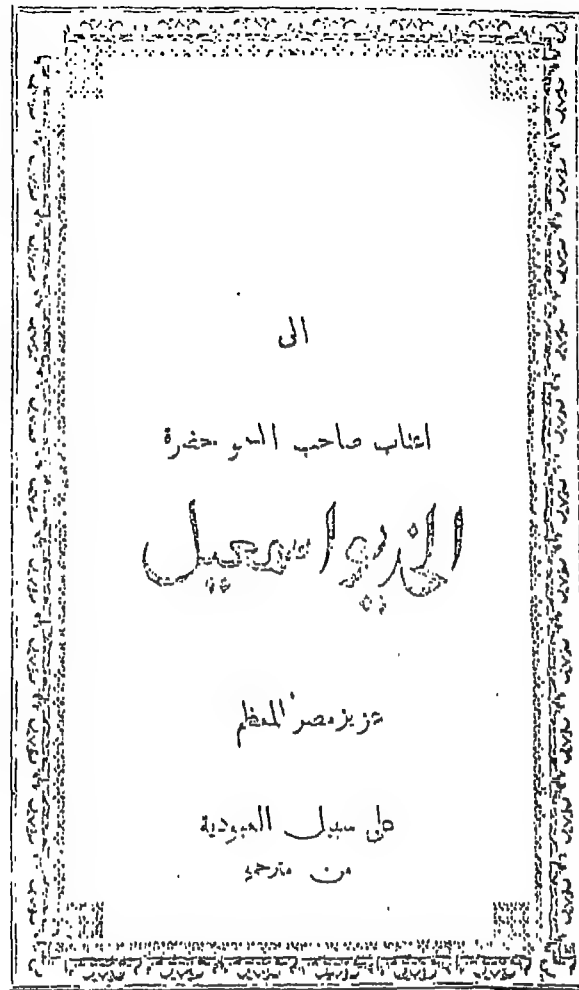 الى
اعتاب صاحب السمو حضرة
الخديو اسمعيل
عزيز مصر المعظم
على سبيل العبودية
من مترجمه